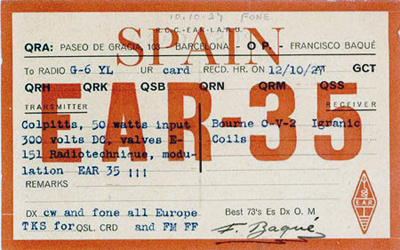 10.10.27 FONE.
R.O.C.-E.A.R.-I.A.R.U.
SPAIN
QRA: PASEO DE GRACIA, 103 - BARCELONA - OP. - FRANCISCO BAQUÉ
To RADIO G-6 YL UR card RECD. HR. ON 12/10/27 GCT
QRH QRK QSB QRN QRM QSS
TRANSMITTER RECEIVER
EAR-35
Colpitts, 50 watts input Bourne C-V-2 Igranic
300 volts DC, valves E- Coils
151 Radiotechnique, modu-
lation EAR 35 !!!
REMARKS
DX cw and fone all Europe Best 73's Es Dx O. M
TKS for QSL. CRD and FM FF F. Baqué
EAR